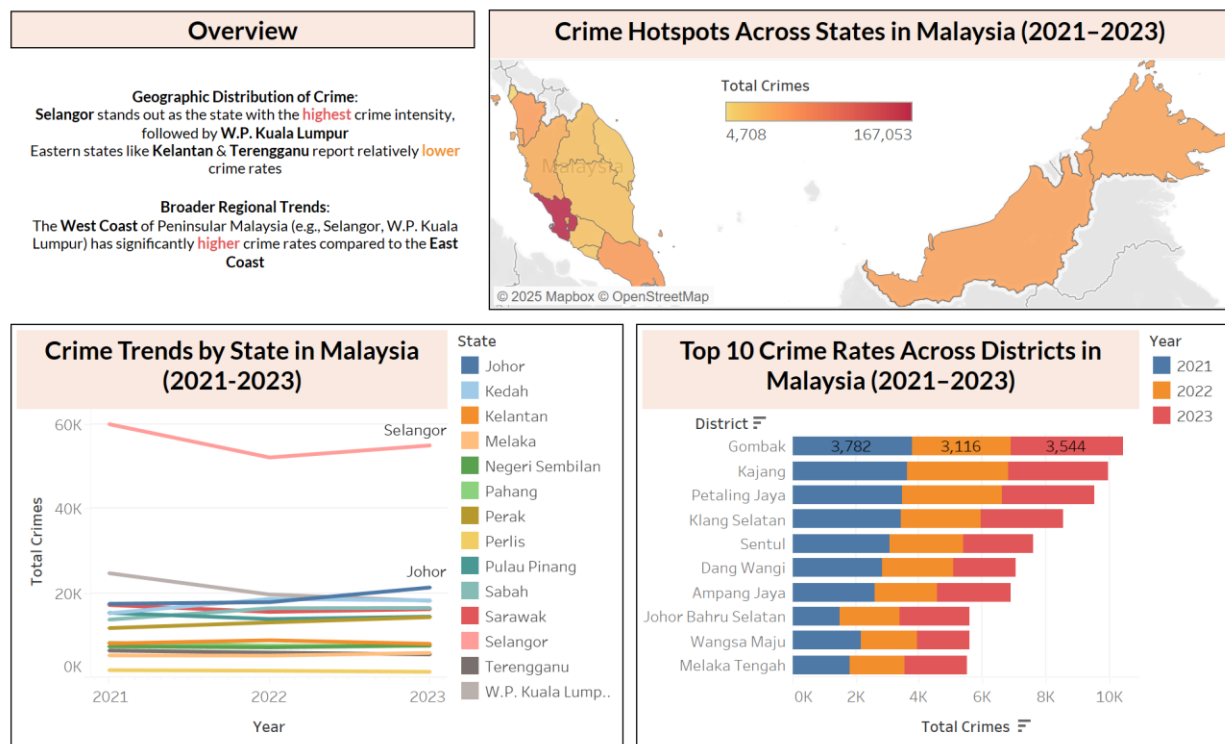 Overview
Geographic Distribution of Crime:
Selangor stands out as the state with the highest crime intensity,
followed by W.P. Kuala Lumpur
Eastern states like Kelantan & Terengganu report relatively lower
crime rates
Broader Regional Trends:
The West Coast of Peninsular Malaysia (e.g., Selangor, W.P. Kuala
Lumpur) has significantly higher crime rates compared to the East
Coast
Crime Hotspots Across States in Malaysia (2021–2023)
Total Crimes
4,708 167,053
Malaysia
© 2025 Mapbox © OpenStreetMap
Crime Trends by State in Malaysia
(2021-2023)
State
Johor
Kedah
Kelantan
Melaka
Negeri Sembilan
Pahang
Perak
Perlis
Pulau Pinang
Sabah
Sarawak
Selangor
Terengganu
W.P. Kuala Lump..
60K
40K
20K
0K
Total Crimes
Selangor
Johor
2021 2022 2023
Year
Top 10 Crime Rates Across Districts in
Malaysia (2021–2023)
Year
2021
2022
2023
District
Gombak 3,782 3,116 3,544
Kajang
Petaling Jaya
Klang Selatan
Sentul
Dang Wangi
Ampang Jaya
Johor Bahru Selatan
Wangsa Maju
Melaka Tengah
0K 2K 4K 6K 8K 10K
Total Crimes